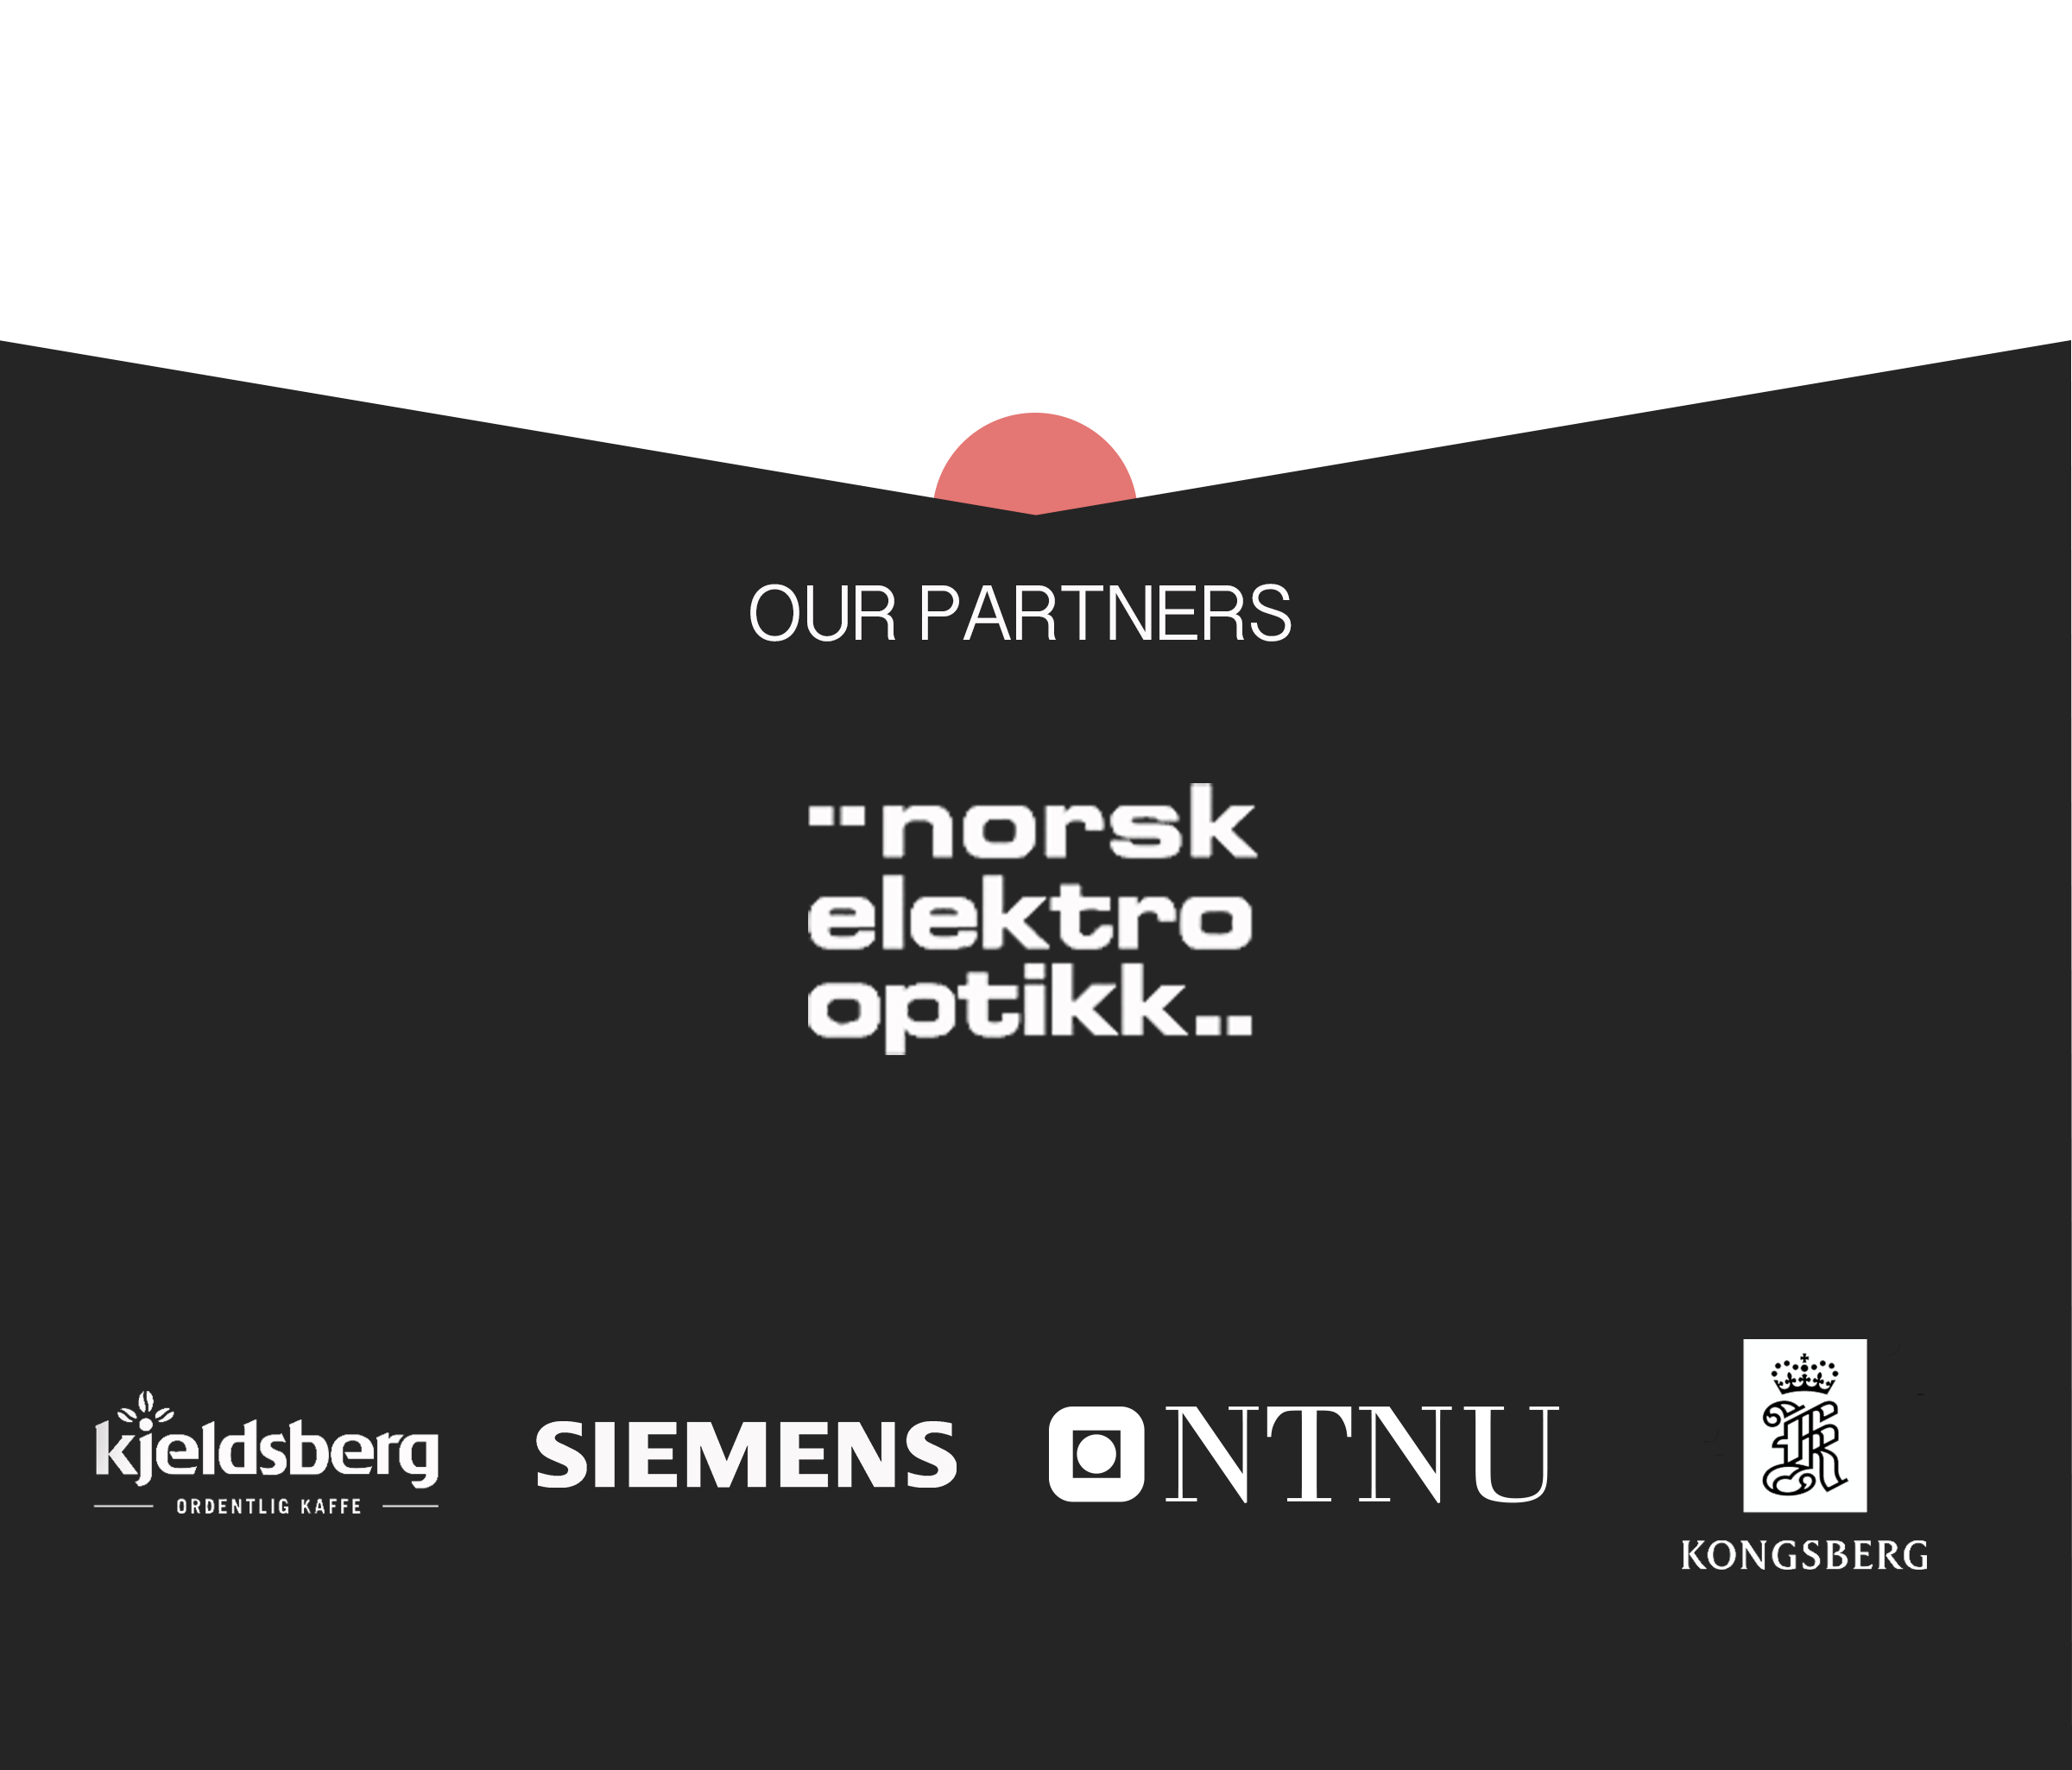 OUR PARTNERS
norsk
elektro
optikk
kjeldsberg
ORDENTLIG KAFFE
SIEMENS
NTNU
KONGSBERG